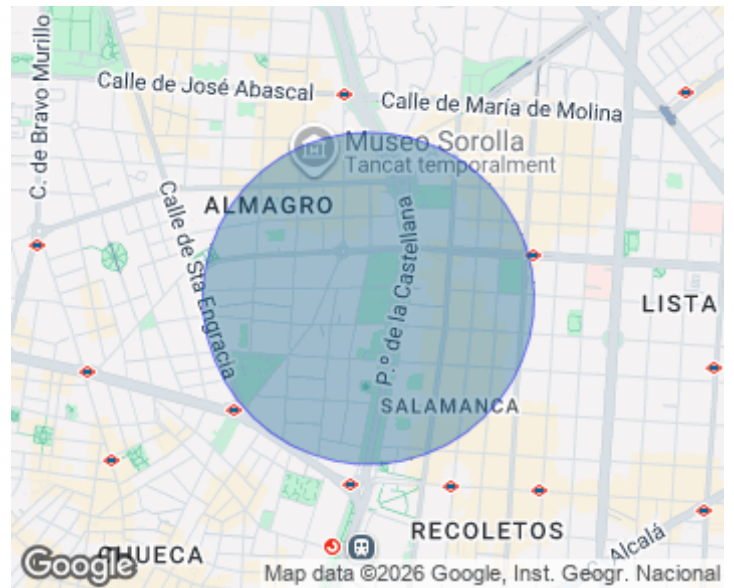 C. de Bravo Murillo
Calle de José Abascal
Calle de María de Molina
Museo Sorolla
Tancat temporalment
ALMAGRO
Calle de Sta Engracia
P.º de la Castellana
LISTA
SALAMANCA
RECOLETOS
CHUECA
C. Alcalá
Google
Map data ©2026 Google, Inst. Geogr. Nacional